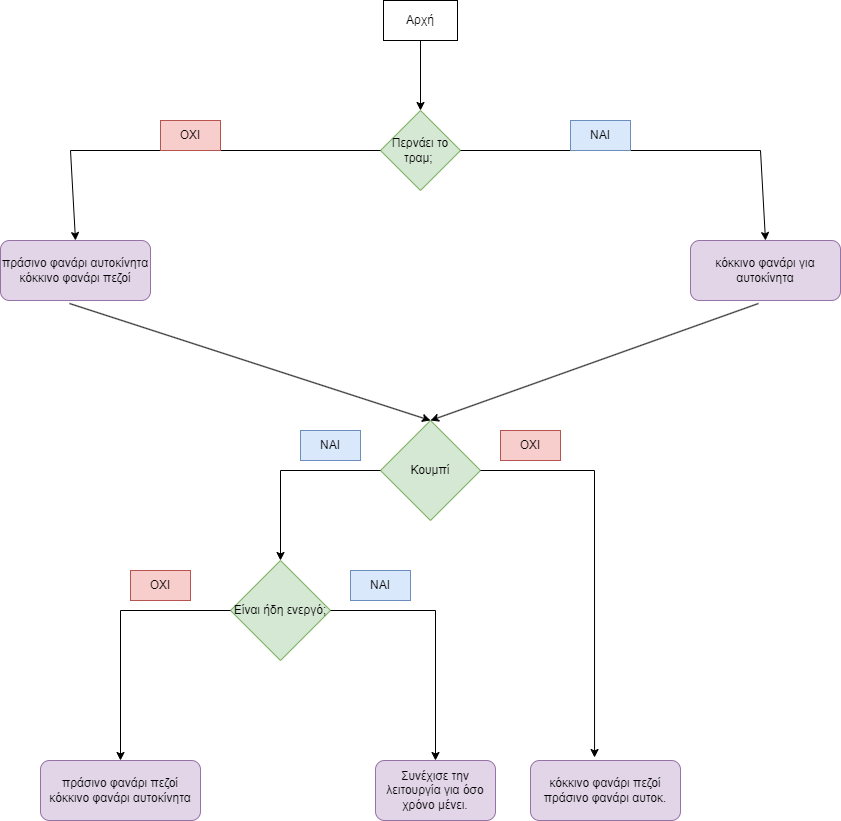 Αρχή
Περνάει το
τραμ;
ΟΧΙ
ΝΑΙ
πράσινο φανάρι αυτοκίνητα
κόκκινο φανάρι πεζοί
κόκκινο φανάρι για
αυτοκίνητα
ΝΑΙ
ΟΧΙ
Κουμπί
ΟΧΙ
ΝΑΙ
Είναι ήδη ενεργό;
πράσινο φανάρι πεζοί
κόκκινο φανάρι αυτοκίνητα
Συνέχισε την
λειτουργία για όσο
χρόνο μένει.
κόκκινο φανάρι πεζοί
πράσινο φανάρι αυτοκ.